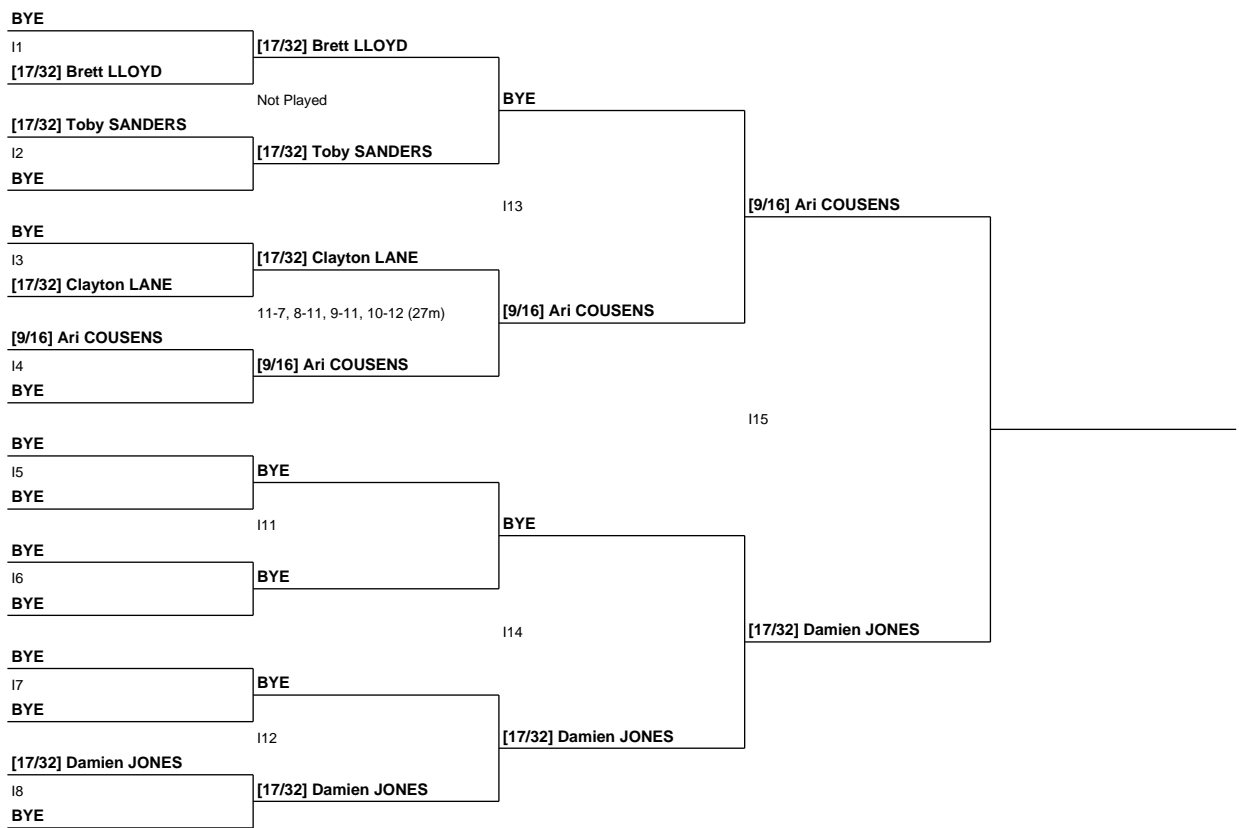 BYE
I1
[17/32] Brett LLOYD
[17/32] Toby SANDERS
I2
BYE
BYE
I3
[17/32] Clayton LANE
[9/16] Ari COUSENS
I4
BYE
BYE
I5
BYE
BYE
I6
BYE
BYE
I7
BYE
[17/32] Damien JONES
I8
BYE
[17/32] Brett LLOYD
Not Played
[17/32] Toby SANDERS
[17/32] Clayton LANE
11-7, 8-11, 9-11, 10-12 (27m)
[9/16] Ari COUSENS
BYE
I11
BYE
BYE
I12
[17/32] Damien JONES
BYE
I13
[9/16] Ari COUSENS
BYE
I14
[17/32] Damien JONES
[9/16] Ari COUSENS
I15
[17/32] Damien JONES